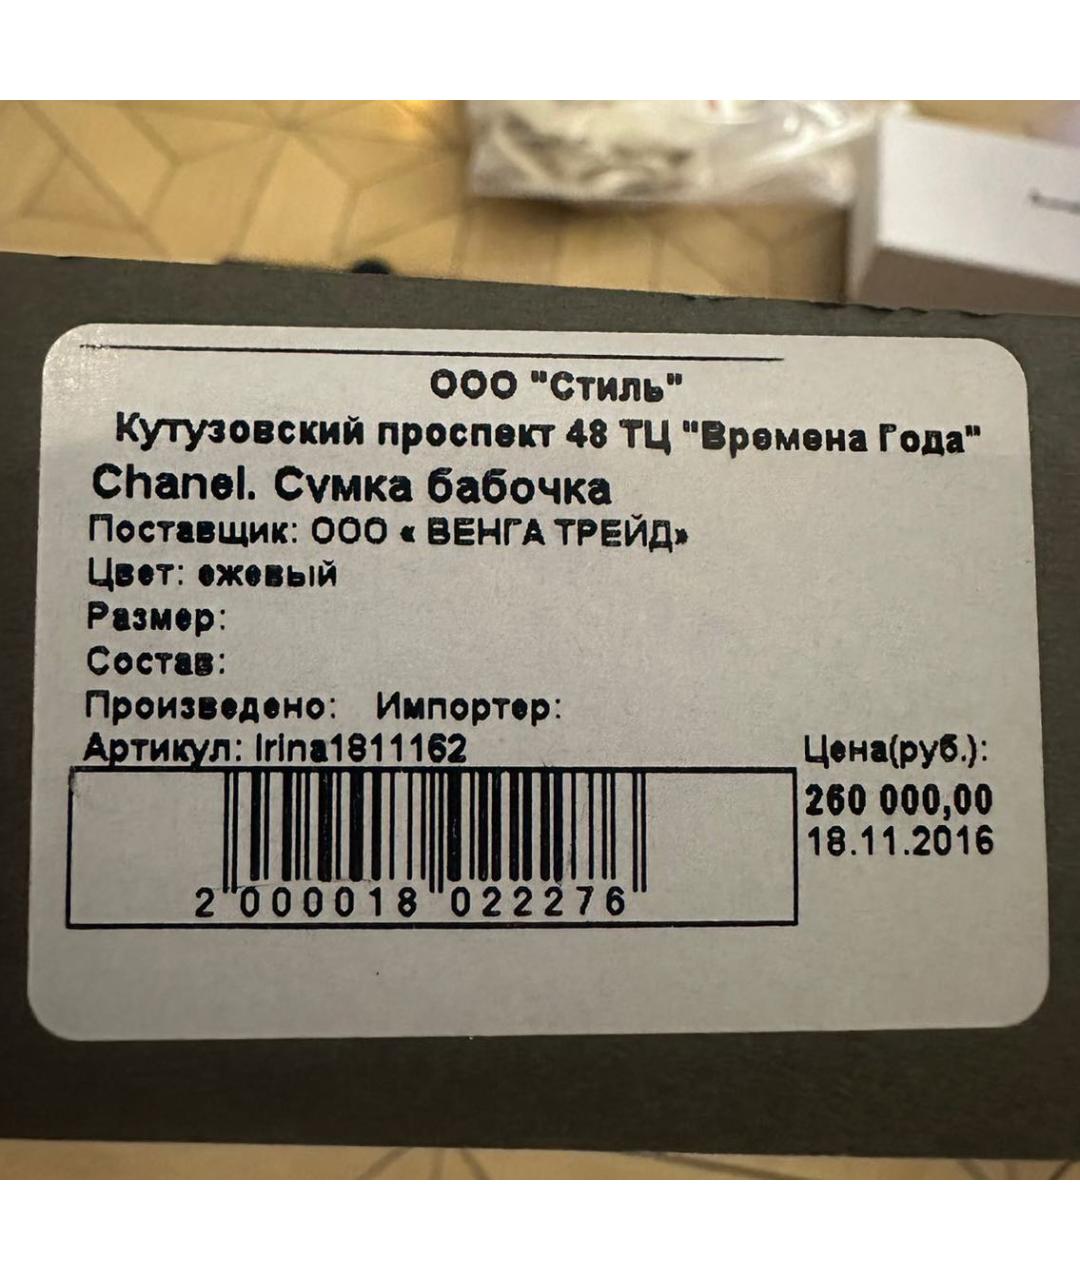 ООО "Стиль"
Кутузовский проспект 48 ТЦ "Времена Года"
Chanel. Сумка бабочка
Поставщик: ООО « ВЕНГА ТРЕЙД»
Цвет: ежевый
Размер:
Состав:
Произведено: Импортер:
Артикул: Irina1811162
Цена(руб.):
260 000,00
18.11.2016
2 000018 022276